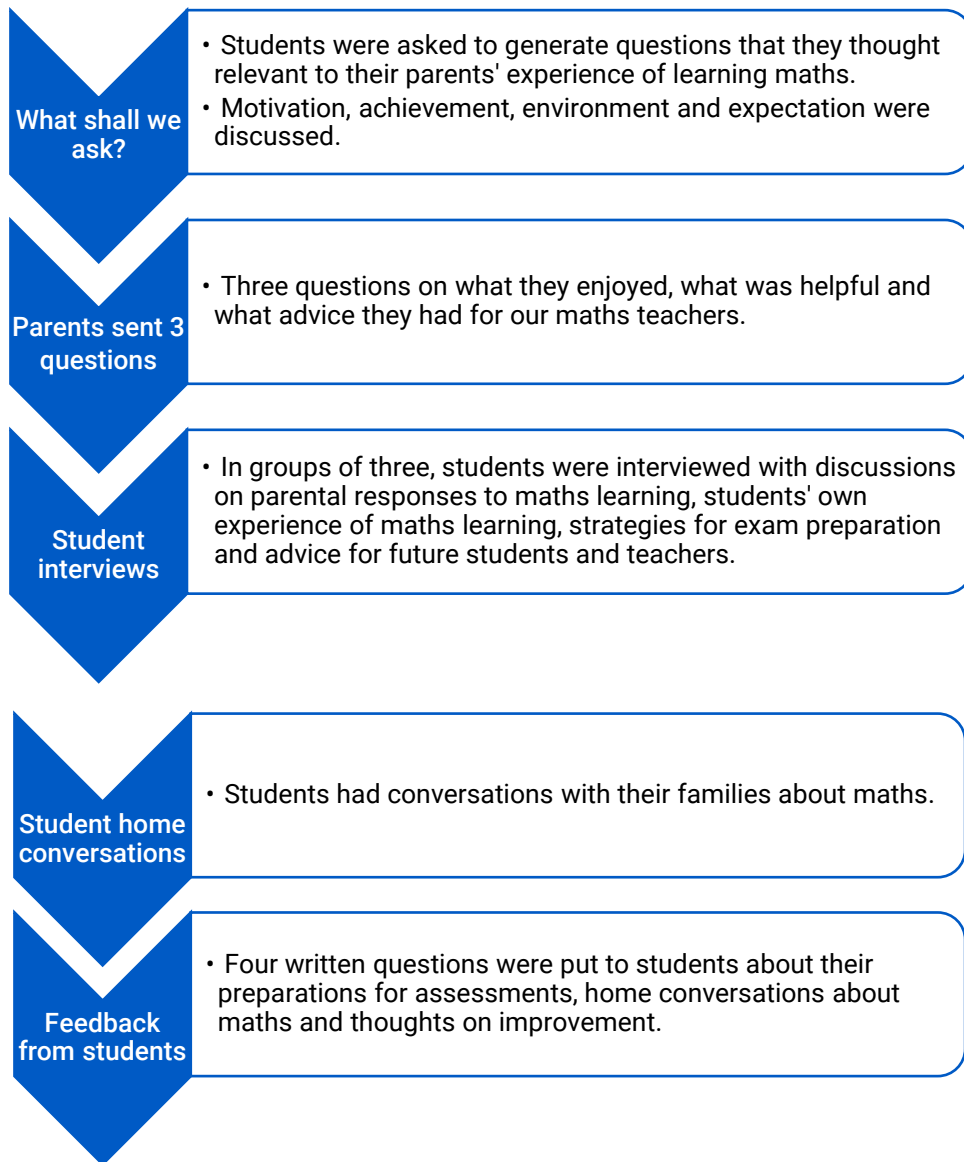 What shall we
ask?
• Students were asked to generate questions that they thought
relevant to their parents' experience of learning maths.
• Motivation, achievement, environment and expectation were
discussed.
Parents sent 3
questions
• Three questions on what they enjoyed, what was helpful and
what advice they had for our maths teachers.
Student
interviews
• In groups of three, students were interviewed with discussions
on parental responses to maths learning, students' own
experience of maths learning, strategies for exam preparation
and advice for future students and teachers.
Student home
conversations
• Students had conversations with their families about maths.
Feedback
from students
• Four written questions were put to students about their
preparations for assessments, home conversations about
maths and thoughts on improvement.